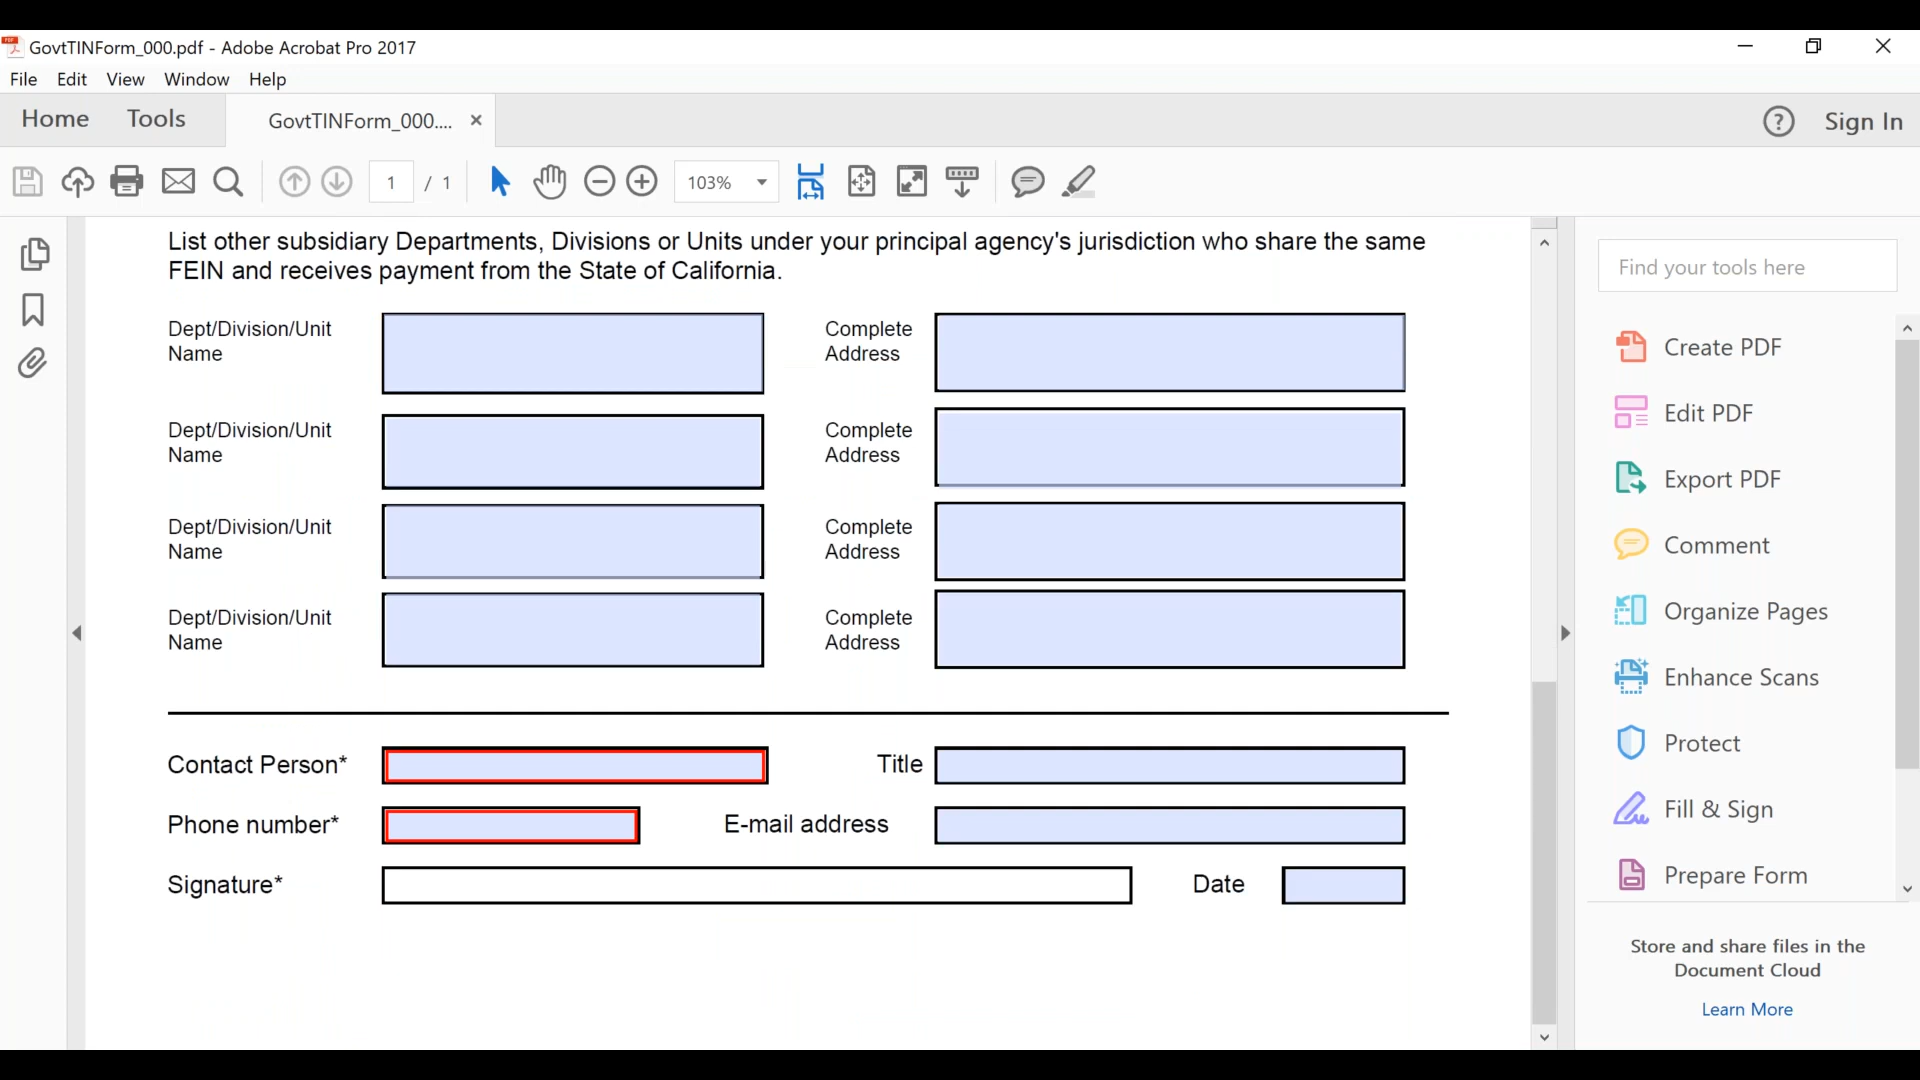 GovtTINForm_000.pdf - Adobe Acrobat Pro 2017
File Edit View Window Help
Home Tools GovtTINForm_000.... × ? Sign In
1 / 1 103%
List other subsidiary Departments, Divisions or Units under your principal agency's jurisdiction who share the same
FEIN and receives payment from the State of California.
Dept/Division/Unit
Name
Complete
Address
Dept/Division/Unit
Name
Complete
Address
Dept/Division/Unit
Name
Complete
Address
Dept/Division/Unit
Name
Complete
Address
Contact Person* Title
Phone number* E-mail address
Signature* Date
Find your tools here
Create PDF
Edit PDF
Export PDF
Comment
Organize Pages
Enhance Scans
Protect
Fill & Sign
Prepare Form
Store and share files in the
Document Cloud
Learn More